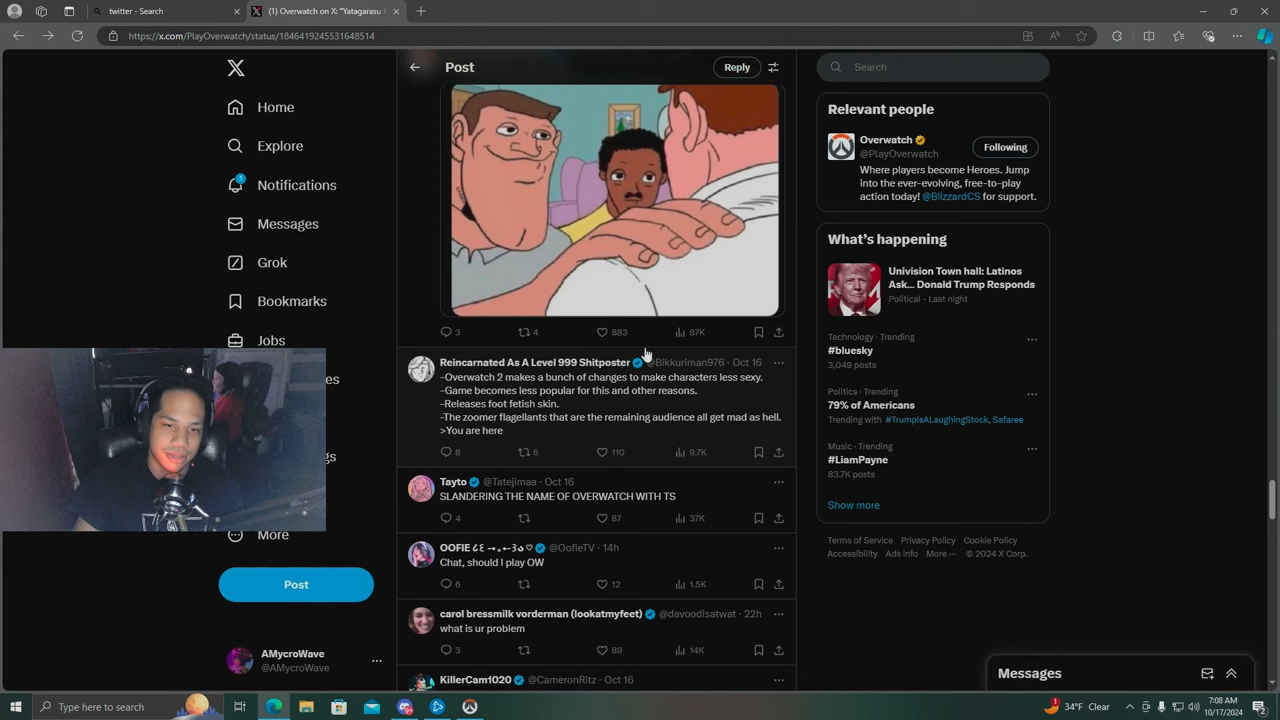 twitter - Search
(1) Overwatch on X: "Yatagarasu
https://x.com/PlayOverwatch/status/1846419245531648514
Home
Explore
1
Notifications
Messages
Grok
Bookmarks
Jobs
More
Post
AMycroWave
@AMycroWave
Post
Reply
3
4
883
87K
Reincarnated As A Level 999 Shitposter @Bikkuriman976 · Oct 16
-Overwatch 2 makes a bunch of changes to make characters less sexy.
-Game becomes less popular for this and other reasons.
-Releases foot fetish skin.
-The zoomer flagellants that are the remaining audience all get mad as hell.
>You are here
8
6
110
9.7K
Tayto @Tatejimaa · Oct 16
SLANDERING THE NAME OF OVERWATCH WITH TS
4
87
37K
OOFIE @OofieTV · 14h
Chat, should I play OW
6
12
1.5K
carol bressmilk vorderman (lookatmyfeet) @davoodisatwat · 22h
what is ur problem
3
89
14K
KillerCam1020 @CameronRitz · Oct 16
Search
Relevant people
Overwatch
@PlayOverwatch
Following
Where players become Heroes. Jump
into the ever-evolving, free-to-play
action today! @BlizzardCS for support.
What's happening
Univision Town hall: Latinos
Ask... Donald Trump Responds
Political · Last night
Technology · Trending
#bluesky
3,049 posts
Politics · Trending
79% of Americans
Trending with #TrumpIsALaughingStock, Safaree
Music · Trending
#LiamPayne
83.7K posts
Show more
Terms of Service Privacy Policy Cookie Policy
Accessibility Ads info More ··· © 2024 X Corp.
Messages
Type here to search
34°F Clear
7:08 AM
10/17/2024
2